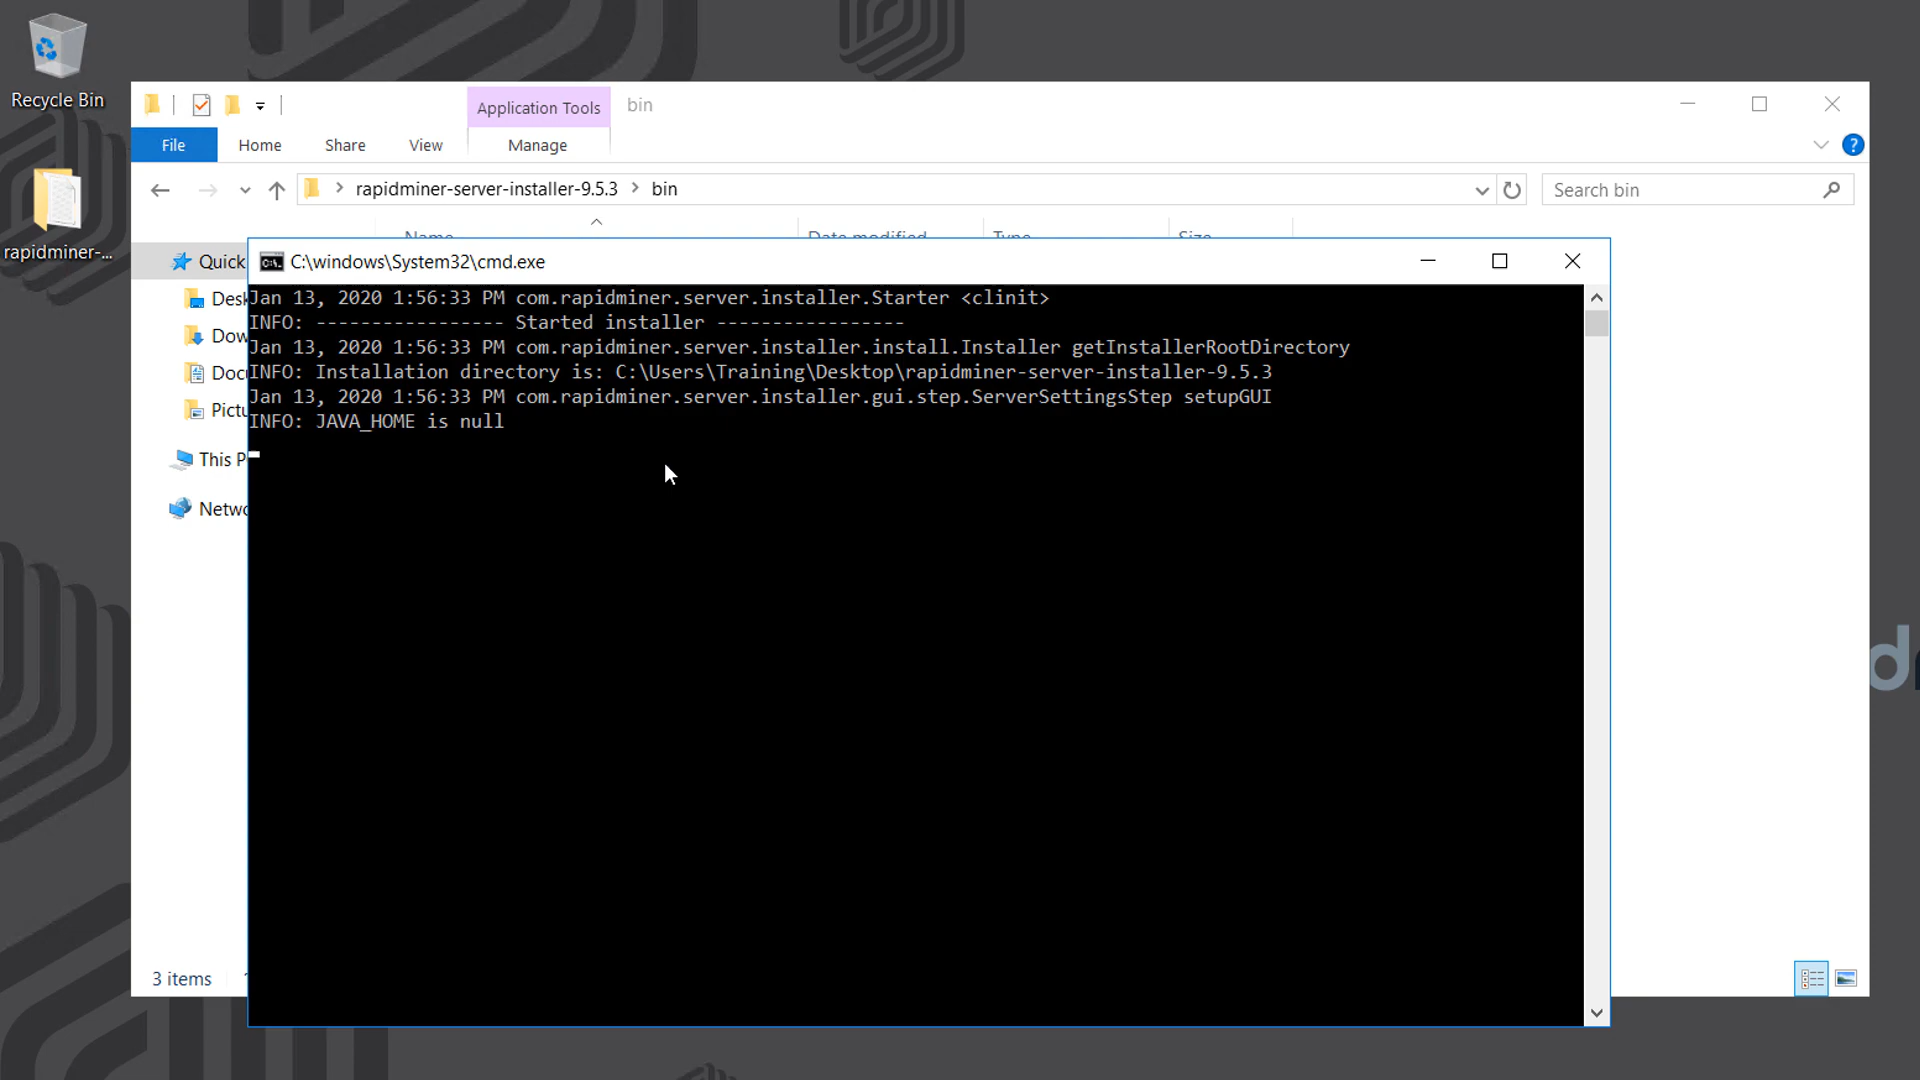 Recycle Bin
rapidminer-...
Application Tools
bin
File
Home
Share
View
Manage
rapidminer-server-installer-9.5.3
bin
Search bin
Name
Date modified
Type
Size
Quick
C:\windows\System32\cmd.exe
Jan 13, 2020 1:56:33 PM com.rapidminer.server.installer.Starter <clinit>
INFO: ----------------- Started installer -----------------
Jan 13, 2020 1:56:33 PM com.rapidminer.server.installer.install.Installer getInstallerRootDirectory
INFO: Installation directory is: C:\Users\Training\Desktop\rapidminer-server-installer-9.5.3
Jan 13, 2020 1:56:33 PM com.rapidminer.server.installer.gui.step.ServerSettingsStep setupGUI
INFO: JAVA_HOME is null
Desk
Dow
Docu
Pictu
This P
Netwo
3 items